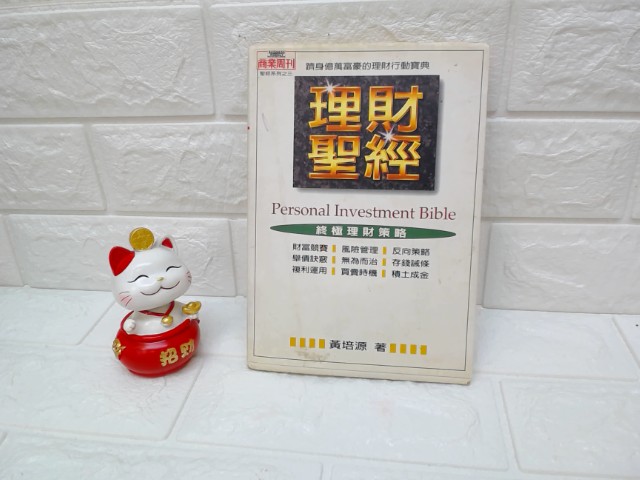 商業周刊
躋身億萬富豪的理財行動寶典
理財
聖經
Personal Investment Bible
終極理財策略
財富競賽 風險管理 反向策略
舉債訣竅 無為而治 存錢誡條
複利運用 買賣時機 積土成金
黃培源 著
招財